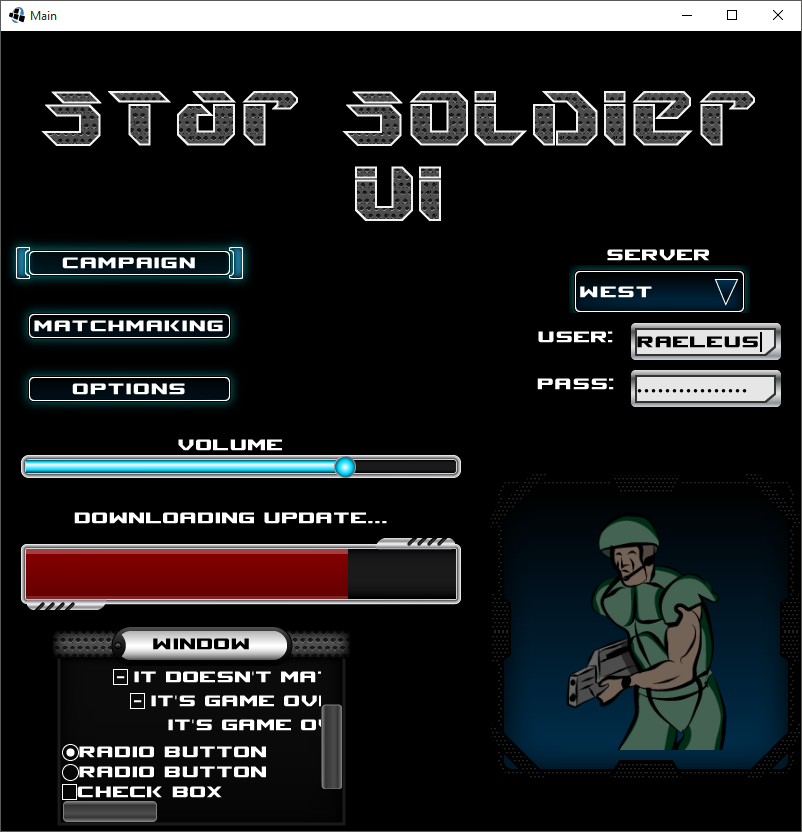 Main
Star Soldier
UI
CAMPAIGN
MATCHMAKING
OPTIONS
SERVER
WEST
USER: RAELEUS
PASS: ................
VOLUME
DOWNLOADING UPDATE...
WINDOW
IT DOESN'T MA
IT'S GAME OV
IT'S GAME O
RADIO BUTTON
RADIO BUTTON
CHECK BOX